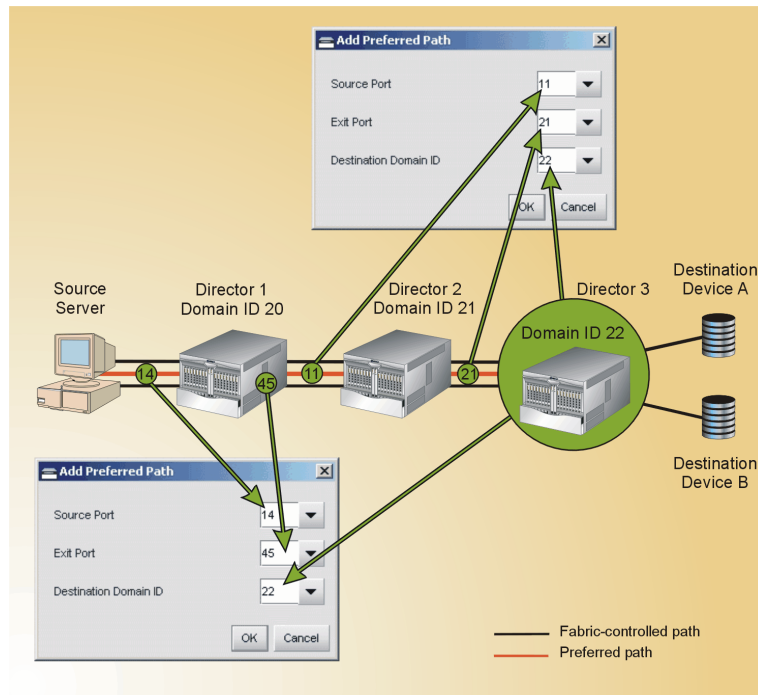 Add Preferred Path
Source Port
11
Exit Port
21
Destination Domain ID
22
OK
Cancel
Source
Server
Director 1
Domain ID 20
Director 2
Domain ID 21
Director 3
Domain ID 22
Destination
Device A
14
45
11
21
Destination
Device B
Add Preferred Path
Source Port
14
Exit Port
45
Destination Domain ID
22
OK
Cancel
Fabric-controlled path
Preferred path